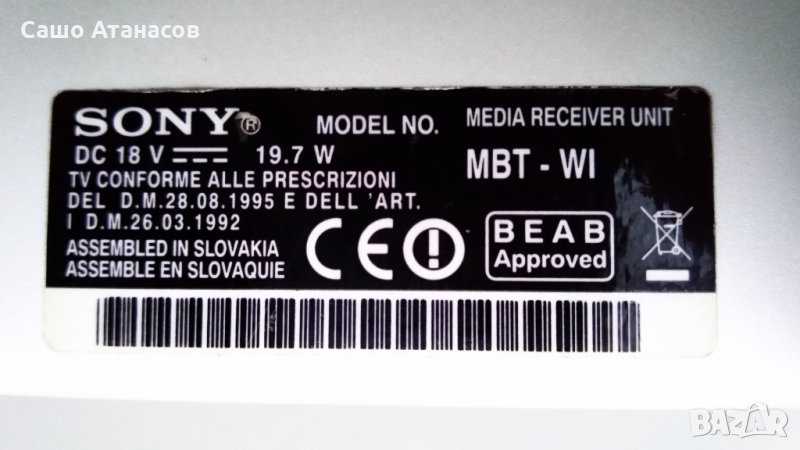 Сашо Атанасов
SONY® MODEL NO. MEDIA RECEIVER UNIT
DC 18 V 19.7 W MBT - WI
TV CONFORME ALLE PRESCRIZIONI
DEL D.M.28.08.1995 E DELL 'ART.
I D.M.26.03.1992
ASSEMBLED IN SLOVAKIA
ASSEMBLE EN SLOVAQUIE
CE
BEAB
Approved
BAZAR